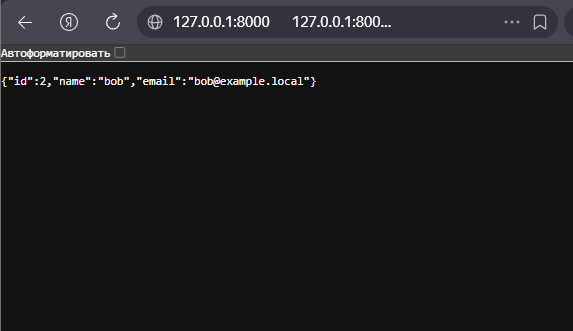 Я 127.0.0.1:8000 127.0.0.1:800...
Автоформатировать
{"id":2,"name":"bob","email":"bob@example.local"}